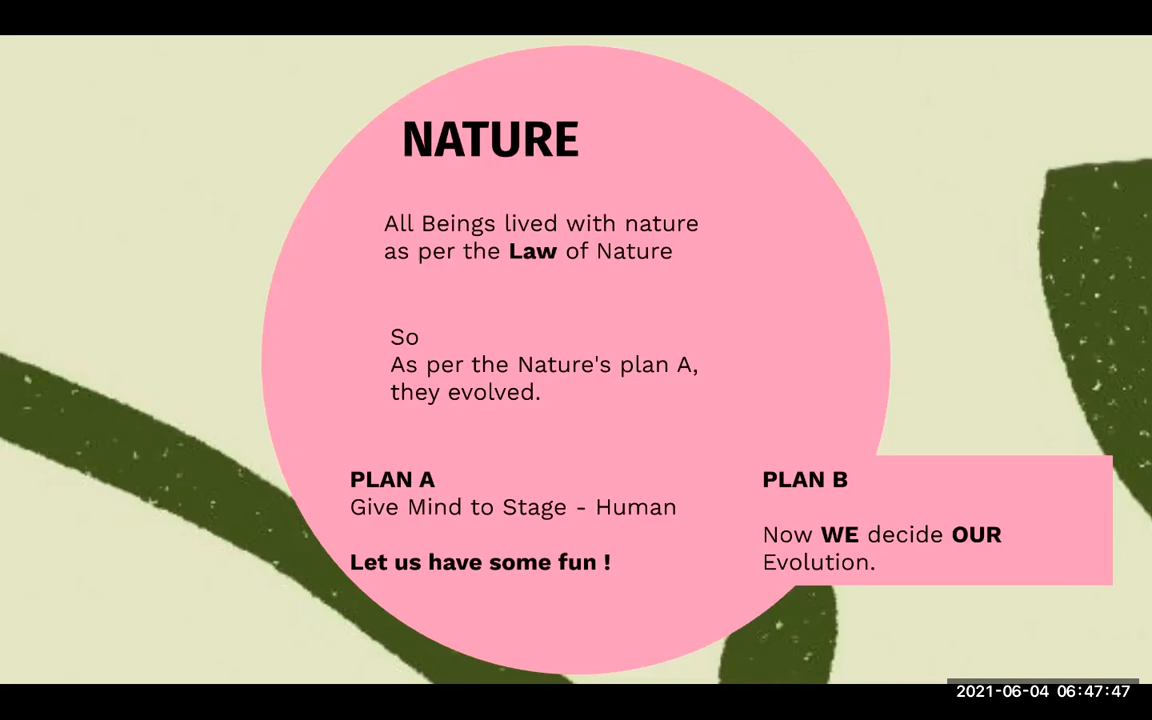 NATURE
All Beings lived with nature
as per the Law of Nature
So
As per the Nature's plan A,
they evolved.
PLAN A
Give Mind to Stage - Human
Let us have some fun !
PLAN B
Now WE decide OUR
Evolution.
2021-06-04 06:47:47